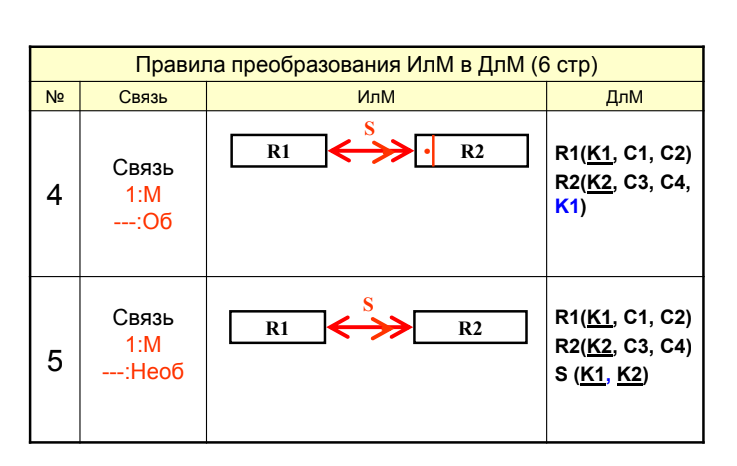 Правила преобразования ИлМ в ДлМ (6 стр)
№ Связь ИлМ ДлМ
4
Связь
1:М
---:Об
S
R1 R2
R1(K1, C1, C2)
R2(K2, C3, C4,
K1)
5
Связь
1:М
---:Необ
S
R1 R2
R1(K1, C1, C2)
R2(K2, C3, C4)
S (K1, K2)